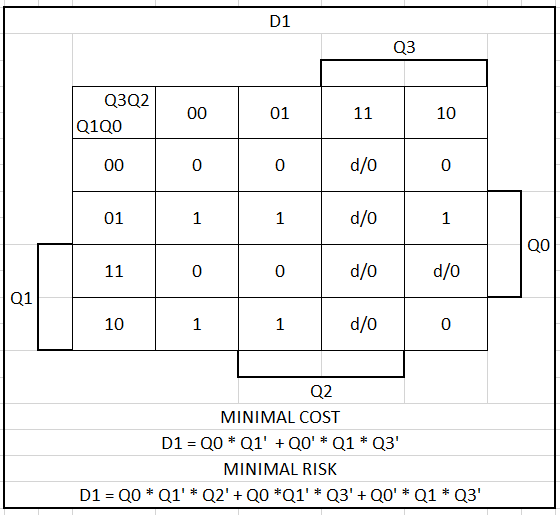 D1
Q3
Q3Q2 00 01 11 10
Q1Q0
00 0 0 d/0 0
01 1 1 d/0 1
Q0
11 0 0 d/0 d/0
Q1
10 1 1 d/0 0
Q2
MINIMAL COST
D1 = Q0 * Q1' + Q0' * Q1 * Q3'
MINIMAL RISK
D1 = Q0 * Q1' * Q2' + Q0 *Q1' * Q3' + Q0' * Q1 * Q3'